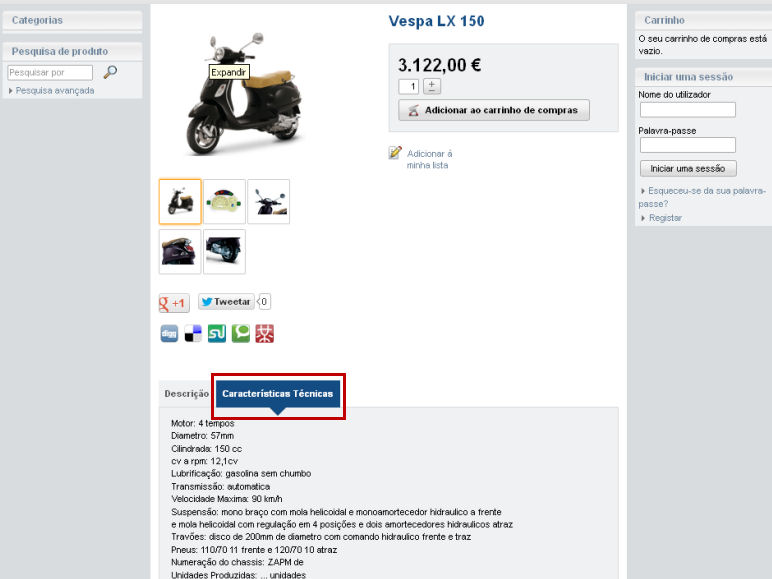 Categorias
Pesquisa de produto
Pesquisar por
Pesquisa avançada
Expandir
Vespa LX 150
3.122,00 €
1
+
Adicionar ao carrinho de compras
Adicionar à
minha lista
g +1
Tweetar
0
digg
Descrição
Características Técnicas
Motor: 4 tempos
Diametro: 57mm
Cilindrada: 150 cc
cv a rpm: 12,1cv
Lubrificação: gasolina sem chumbo
Transmissão: automatica
Velocidade Maxima: 90 km/h
Suspensão: mono braço com mola helicoidal e monoamortecedor hidraulico a frente
e mola helicoidal com regulação em 4 posições e dois amortecedores hidraulicos atraz
Travões: disco de 200mm de diametro com comando hidraulico frente e traz
Pneus: 110/70 11 frente e 120/70 10 atraz
Numeração do chassis: ZAPM de
Unidades Produzidas: ... unidades
Carrinho
O seu carrinho de compras está
vazio.
Iniciar uma sessão
Nome do utilizador
Palavra-passe
Iniciar uma sessão
Esqueceu-se da sua palavra-
passe?
Registar